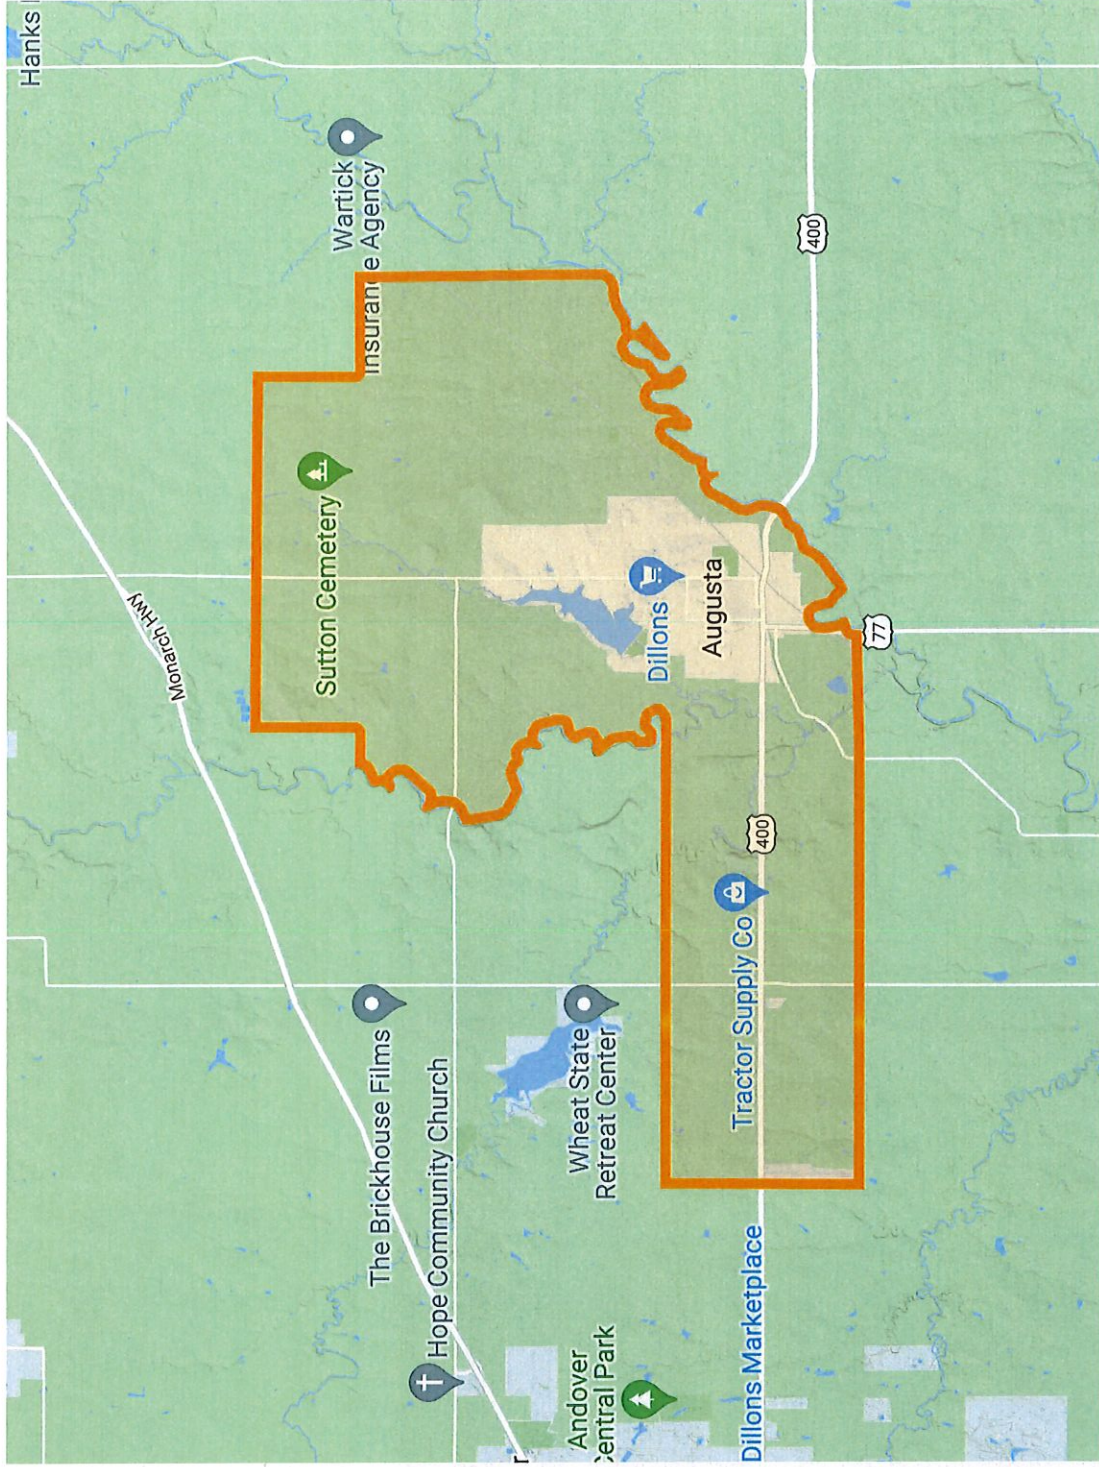 Hanks
Wartick
Insurance Agency
Monarch Hwy
Sutton Cemetery
400
Dillons
Augusta
77
400
Tractor Supply Co
The Brickhouse Films
Hope Community Church
Wheat State
Retreat Center
Andover
Central Park
Dillons Marketplace
r